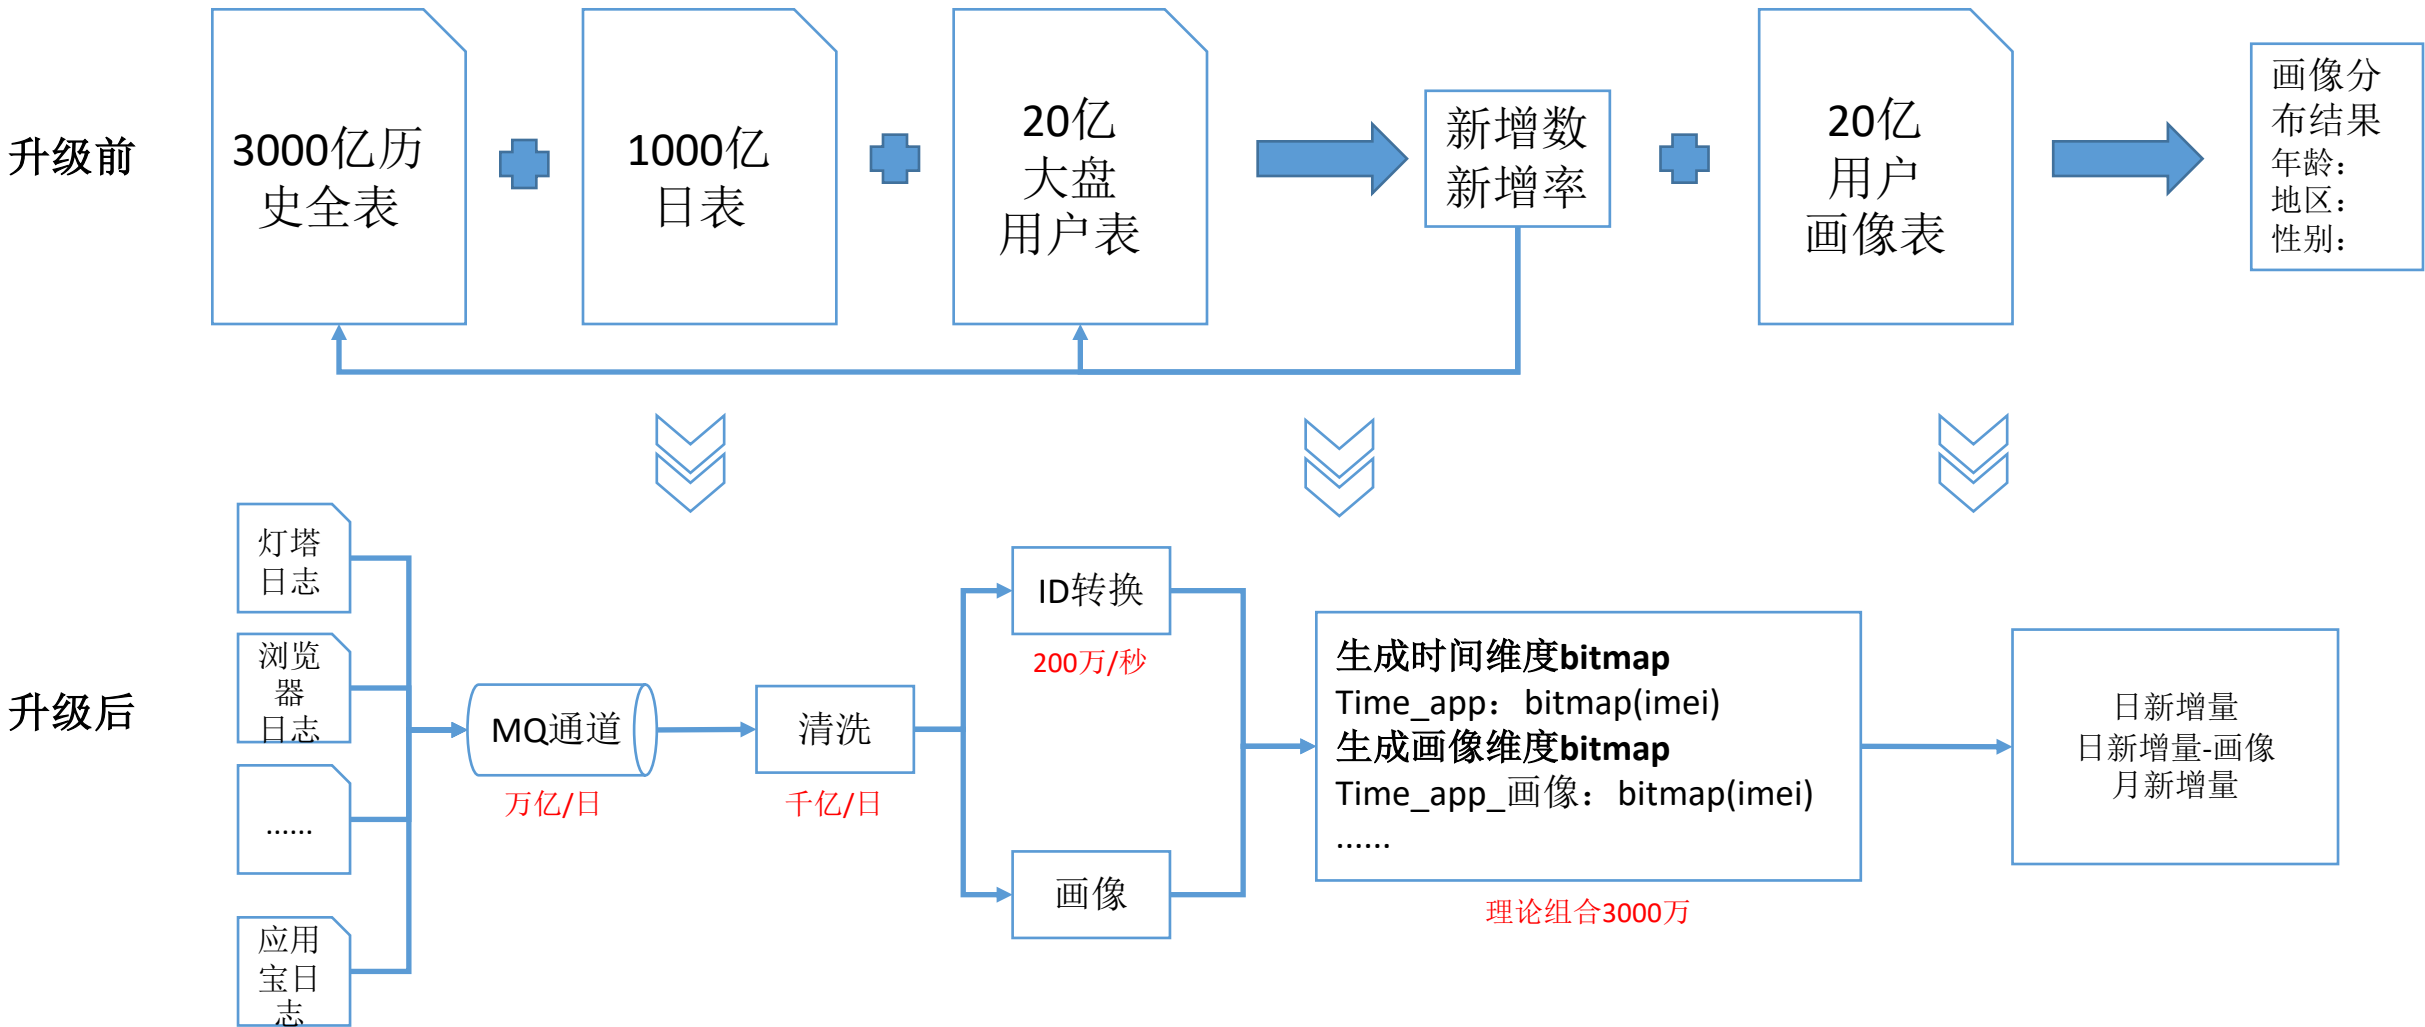 升级前
3000亿历
史全表
1000亿
日表
20亿
大盘
用户表
新增数
新增率
20亿
用户
画像表
画像分
布结果
年龄：
地区：
性别：
升级后
灯塔
日志
浏览
器
日志
......
应用
宝日
志
MQ通道
万亿/日
清洗
千亿/日
ID转换
200万/秒
画像
生成时间维度bitmap
Time_app：bitmap(imei)
生成画像维度bitmap
Time_app_画像：bitmap(imei)
......
理论组合3000万
日新增量
日新增量-画像
月新增量